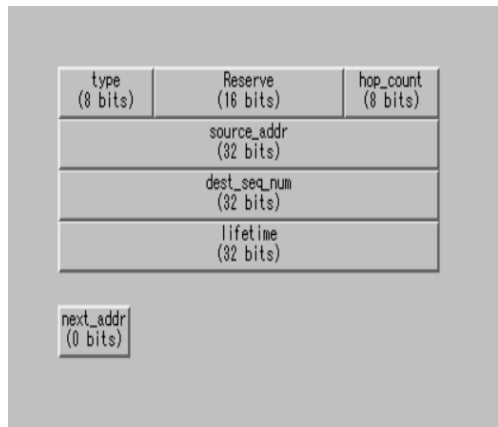 type Reserve hop_count
(8 bits) (16 bits) (8 bits)
source_addr
(32 bits)
dest_seq_num
(32 bits)
lifetime
(32 bits)
next_addr
(0 bits)